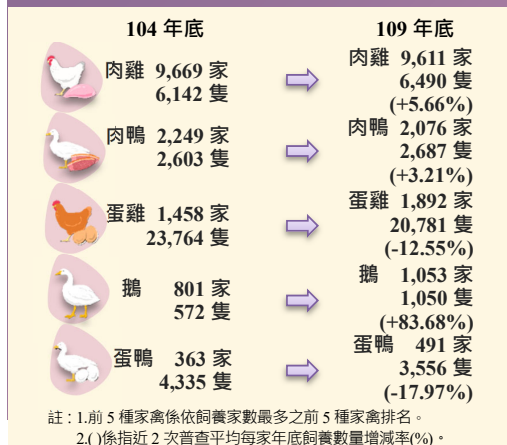 104 年底
109 年底
肉雞 9,669 家
6,142 隻
肉雞 9,611 家
6,490 隻
(+5.66%)
肉鴨 2,249 家
2,603 隻
肉鴨 2,076 家
2,687 隻
(+3.21%)
蛋雞 1,458 家
23,764 隻
蛋雞 1,892 家
20,781 隻
(-12.55%)
鵝 801 家
572 隻
鵝 1,053 家
1,050 隻
(+83.68%)
蛋鴨 363 家
4,335 隻
蛋鴨 491 家
3,556 隻
(-17.97%)
註：1.前 5 種家禽係依飼養家數最多之前 5 種家禽排名。
2.( )係指近 2 次普查平均每家年底飼養數量增減率(%)。